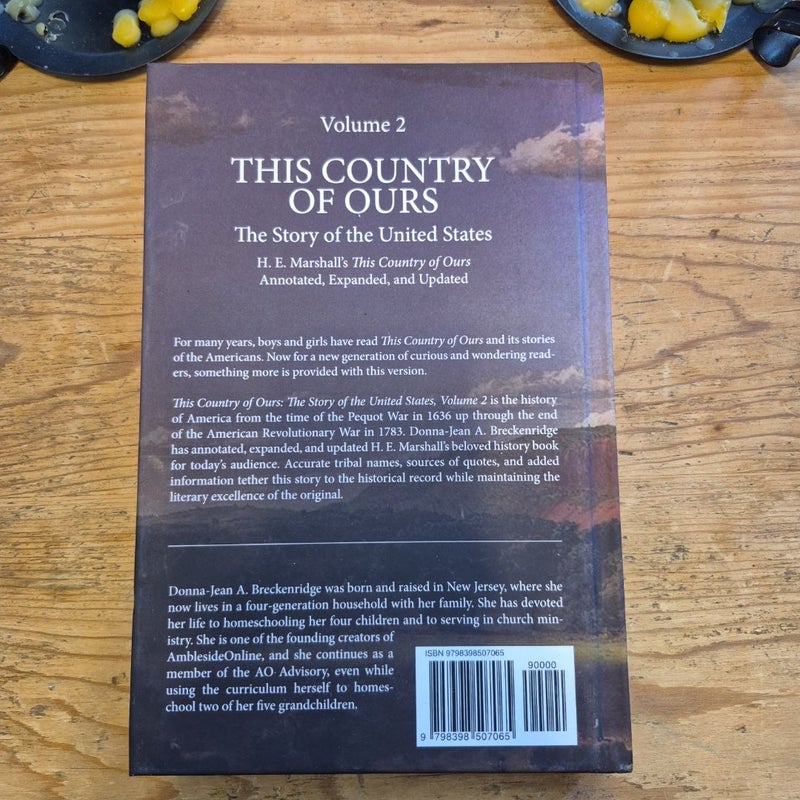 Volume 2
THIS COUNTRY
OF OURS
The Story of the United States
H. E. Marshall's This Country of Ours
Annotated, Expanded, and Updated
For many years, boys and girls have read This Country of Ours and its stories
of the Americans. Now for a new generation of curious and wondering read-
ers, something more is provided with this version.
This Country of Ours: The Story of the United States, Volume 2 is the history
of America from the time of the Pequot War in 1636 up through the end
of the American Revolutionary War in 1783. Donna-Jean A. Breckenridge
has annotated, expanded, and updated H. E. Marshall's beloved history book
for today's audience. Accurate tribal names, sources of quotes, and added
information tether this story to the historical record while maintaining the
literary excellence of the original.
Donna-Jean A. Breckenridge was born and raised in New Jersey, where she
now lives in a four-generation household with her family. She has devoted
her life to homeschooling her four children and to serving in church min-
istry. She is one of the founding creators of
AmblesideOnline, and she continues as a
member of the AO Advisory, even while
using the curriculum herself to homes-
chool two of her five grandchildren.
ISBN 9798398507065
90000
9 798398 507065